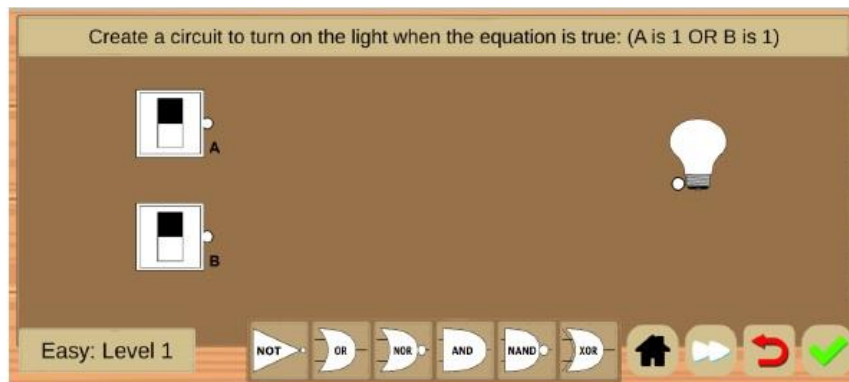 Create a circuit to turn on the light when the equation is true: (A is 1 OR B is 1)
A
B
Easy: Level 1
NOT OR NOR AND NAND XOR